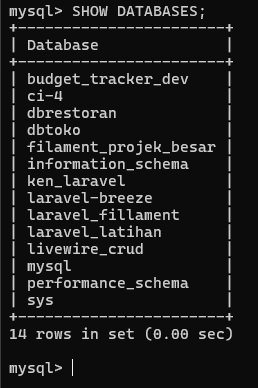 mysql> SHOW DATABASES;
+-----------------------+
| Database              |
+-----------------------+
| budget_tracker_dev    |
| ci-4                  |
| dbrestoran            |
| dbtoko                |
| filament_projek_besar |
| information_schema    |
| ken_laravel           |
| laravel-breeze        |
| laravel_fillament     |
| laravel_latihan       |
| livewire_crud         |
| mysql                 |
| performance_schema    |
| sys                   |
+-----------------------+
14 rows in set (0.00 sec)
mysql>